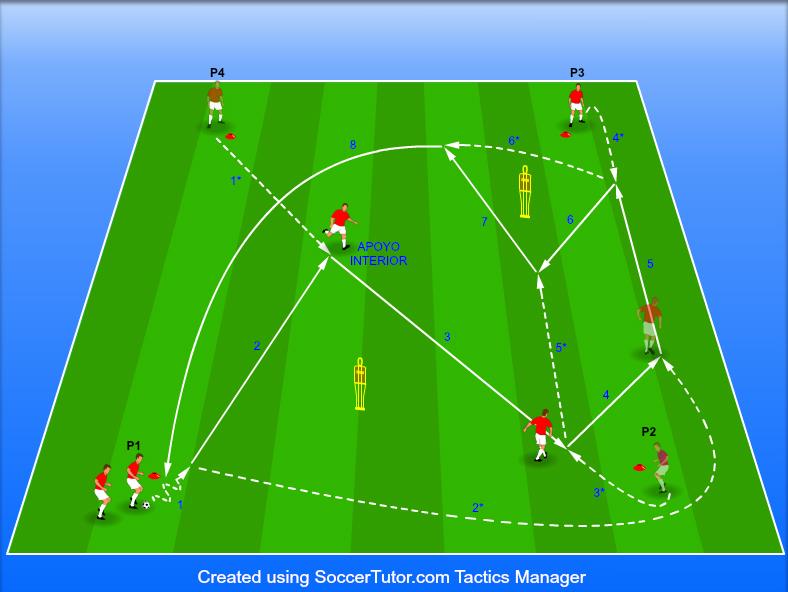 P4
P3
8
6*
4*
1*
6
7
APOYO
INTERIOR
5
2
3
5*
4
P1
P2
1
3*
2*
Created using SoccerTutor.com Tactics Manager